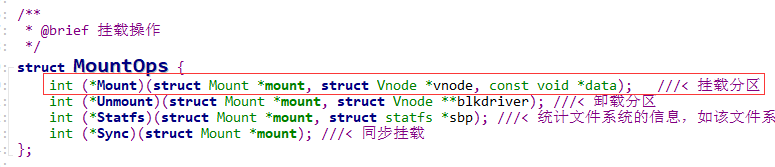 /**
* @brief 挂载操作
*/
struct MountOps {
int (*Mount)(struct Mount *mount, struct Vnode *vnode, const void *data); ///< 挂载分区
int (*Unmount)(struct Mount *mount, struct Vnode **blkdriver); ///< 卸载分区
int (*Statfs)(struct Mount *mount, struct statfs *sbp); ///< 统计文件系统的信息，如该文件系
int (*Sync)(struct Mount *mount); ///< 同步挂载
};